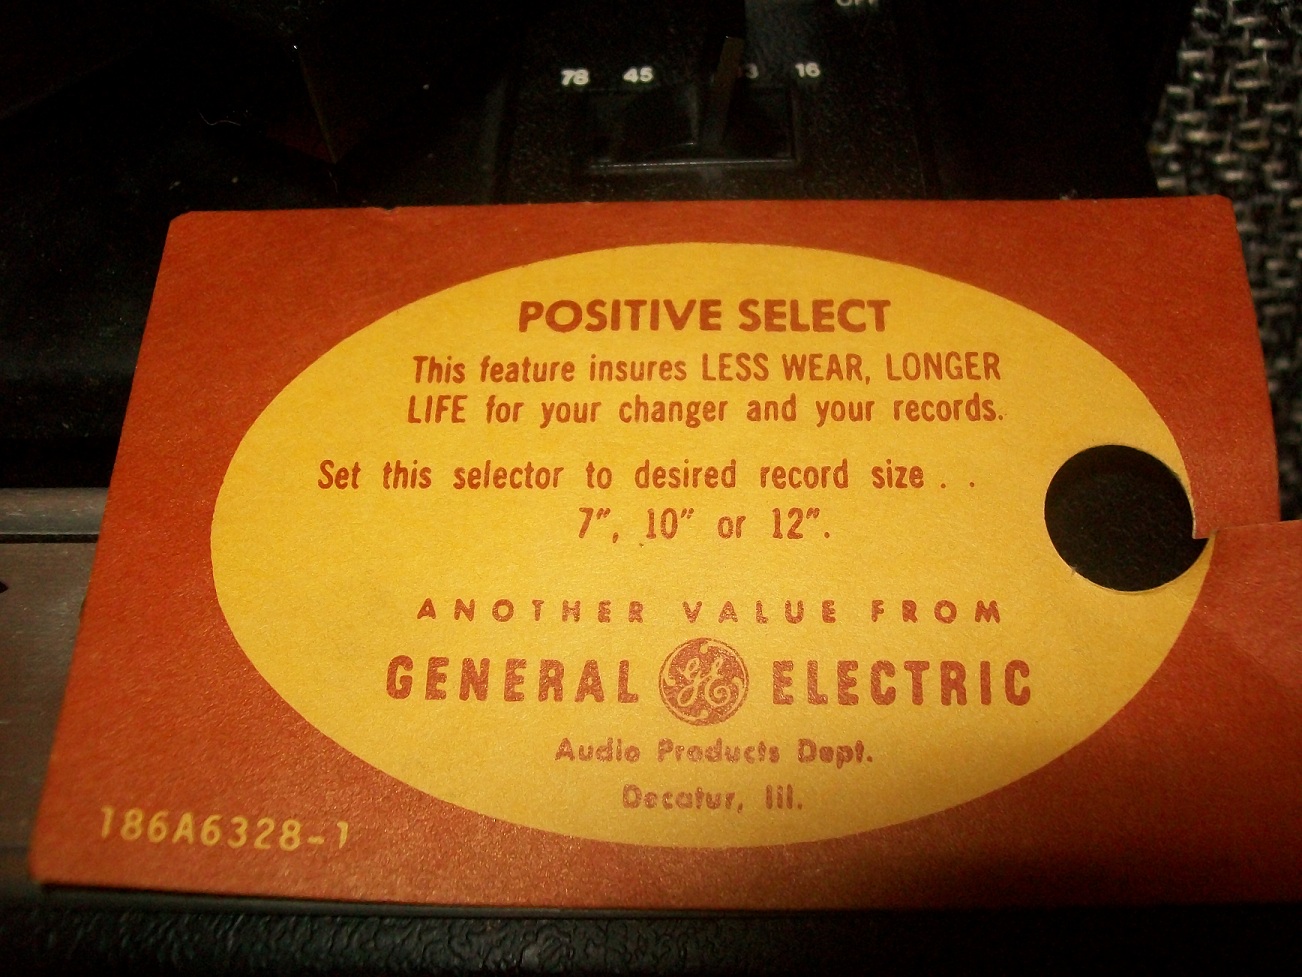 78 45 16
POSITIVE SELECT
This feature insures LESS WEAR, LONGER
LIFE for your changer and your records.
Set this selector to desired record size . .
7", 10" or 12".
ANOTHER VALUE FROM
GENERAL GE ELECTRIC
Audio Products Dept.
Decatur, Ill.
186A6328-1